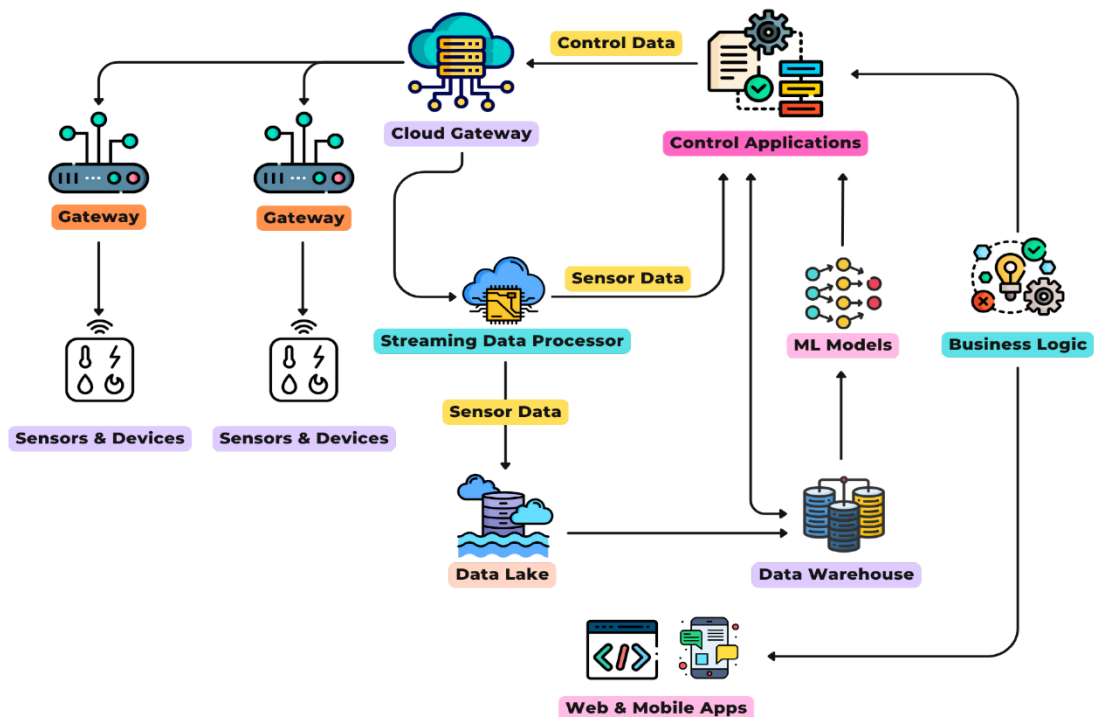 Control Data
Cloud Gateway
Control Applications
Gateway
Gateway
Sensor Data
Streaming Data Processor
ML Models
Business Logic
Sensor Data
Sensors & Devices
Sensors & Devices
Data Lake
Data Warehouse
Web & Mobile Apps